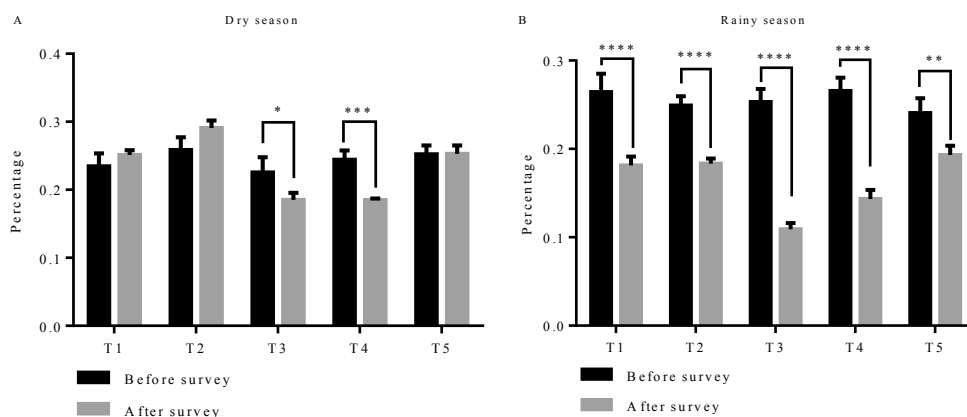 A
Dry season
Percentage
0.4
0.3
0.2
0.1
0.0
*
***
T1 T2 T3 T4 T5
Before survey
After survey
B
Rainy season
Percentage
0.3
0.2
0.1
0.0
**** **** **** **** **
T1 T2 T3 T4 T5
Before survey
After survey